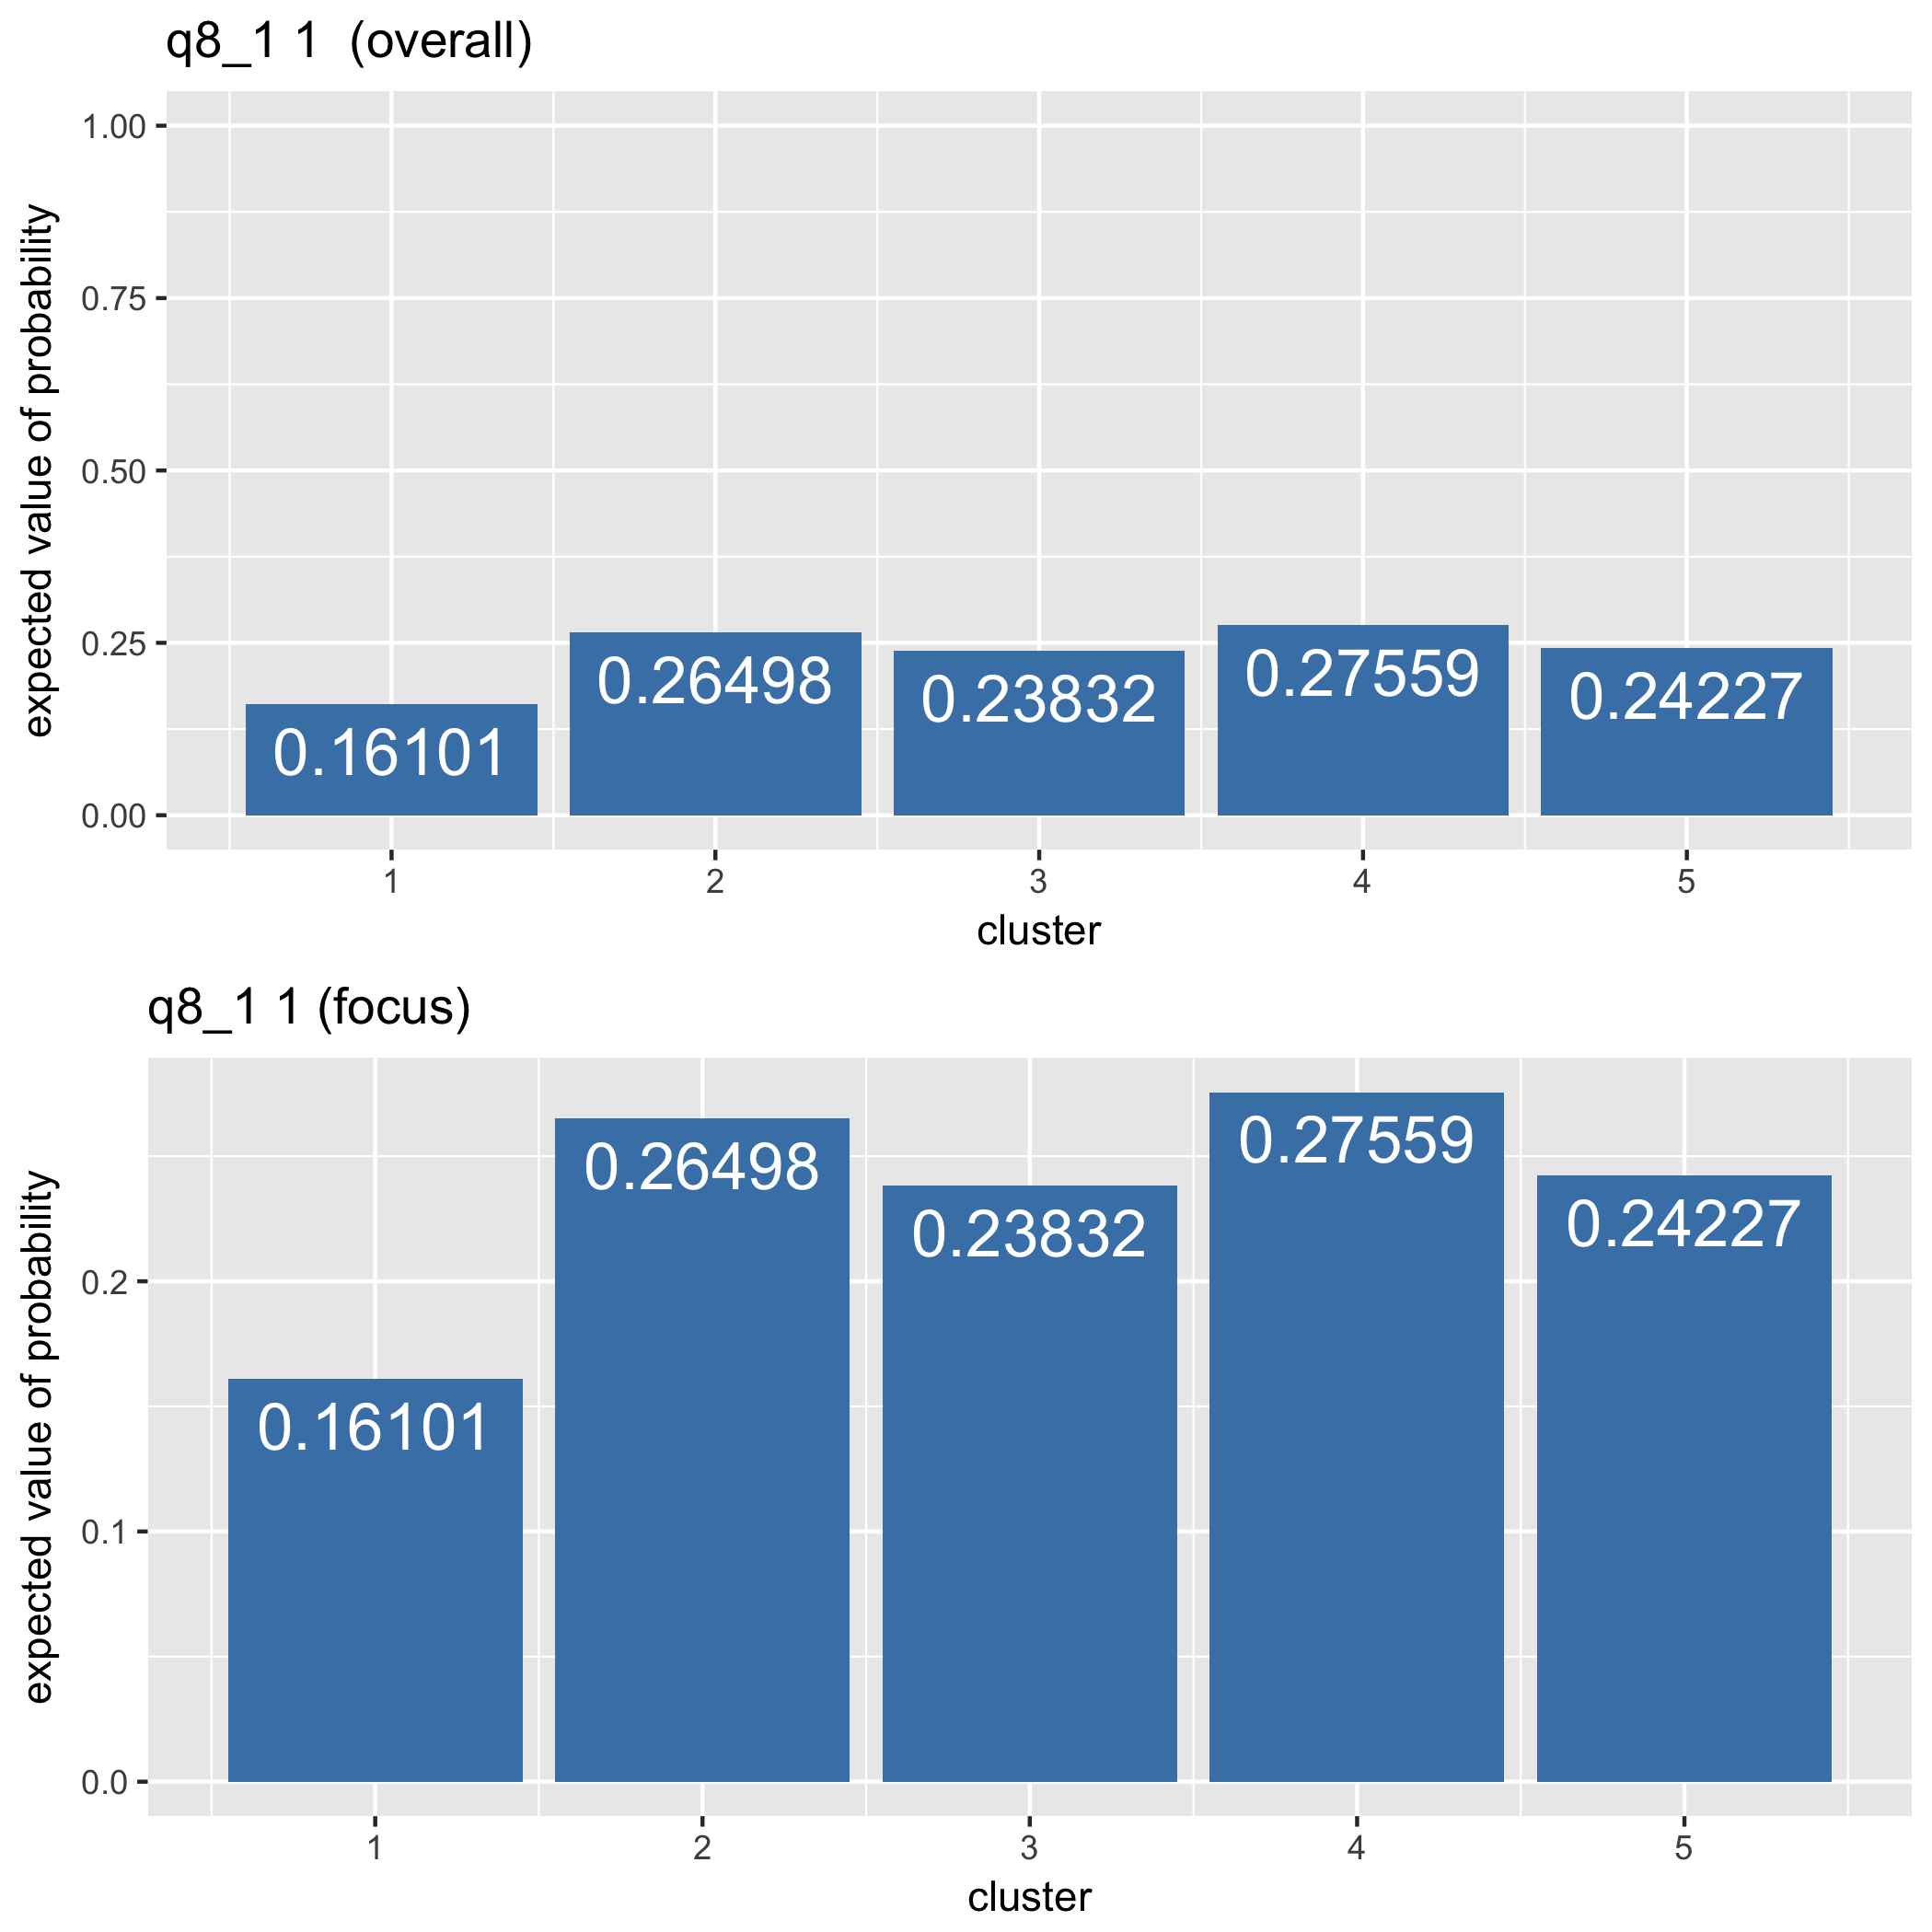 q8_1 1  (overall)
expected value of probability
1.00
0.75
0.50
0.25
0.00
0.16101
0.26498
0.23832
0.27559
0.24227
1 2 3 4 5
cluster
q8_1 1 (focus)
expected value of probability
0.2
0.1
0.0
0.16101
0.26498
0.23832
0.27559
0.24227
1 2 3 4 5
cluster